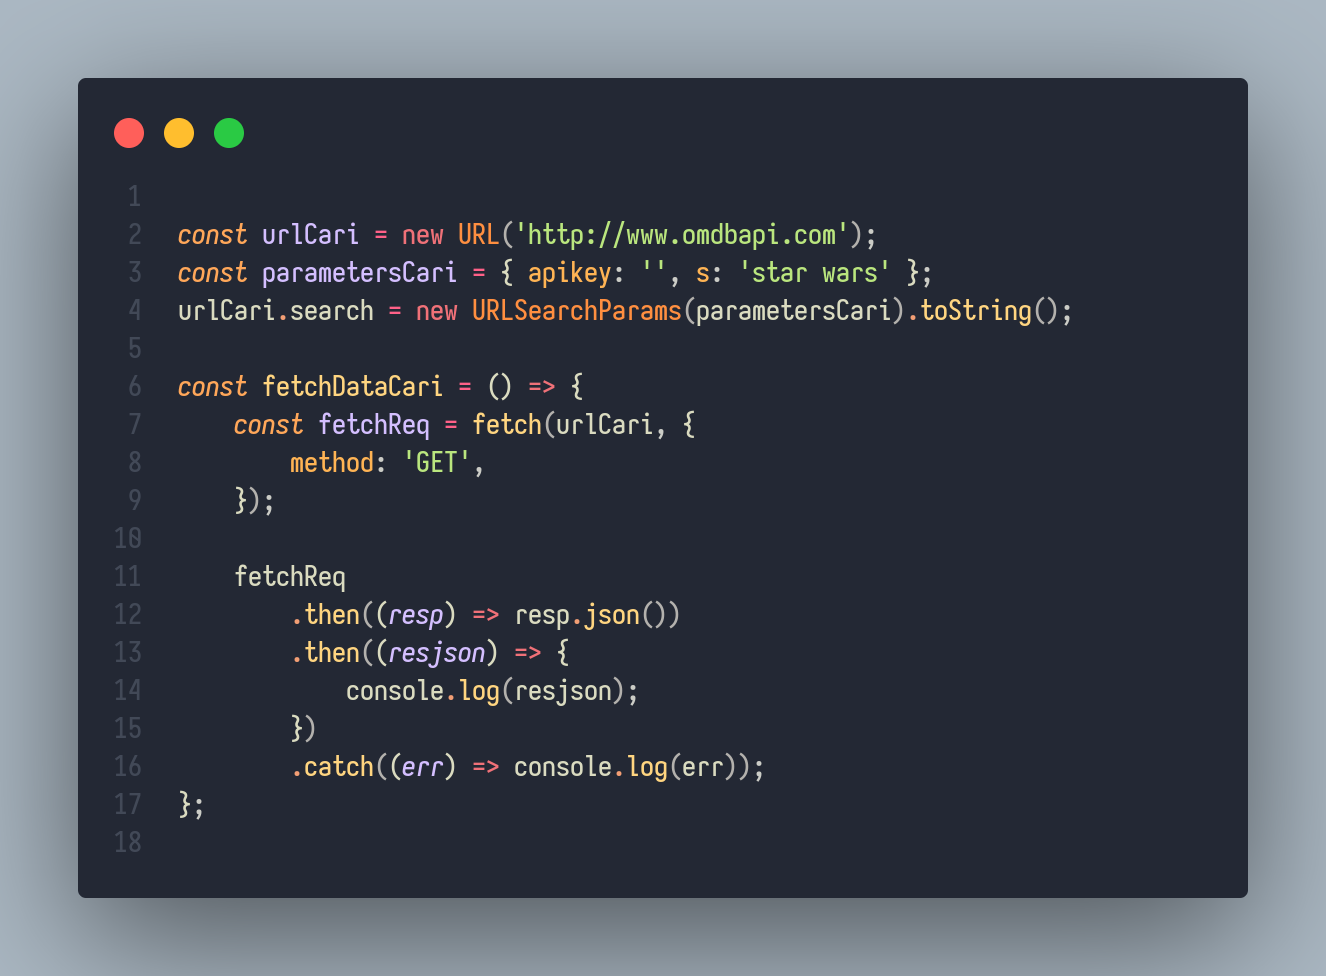 1
2 const urlCari = new URL('http://www.omdbapi.com');
3 const parametersCari = { apikey: '', s: 'star wars' };
4 urlCari.search = new URLSearchParams(parametersCari).toString();
5
6 const fetchDataCari = () => {
7     const fetchReq = fetch(urlCari, {
8         method: 'GET',
9     });
10
11     fetchReq
12         .then((resp) => resp.json())
13         .then((resjson) => {
14             console.log(resjson);
15         })
16         .catch((err) => console.log(err));
17 };
18